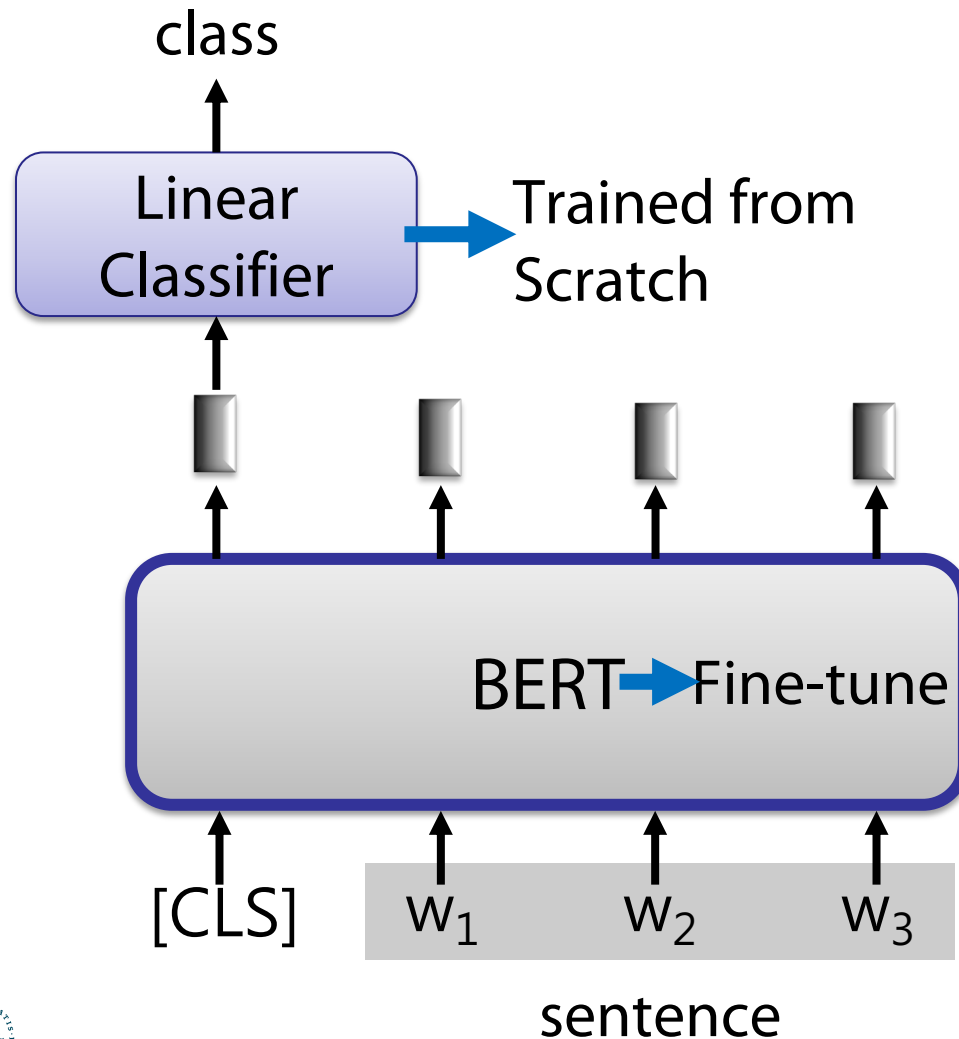 class
Linear
Classifier
Trained from
Scratch
BERT Fine-tune
[CLS] w₁ w₂ w₃
sentence